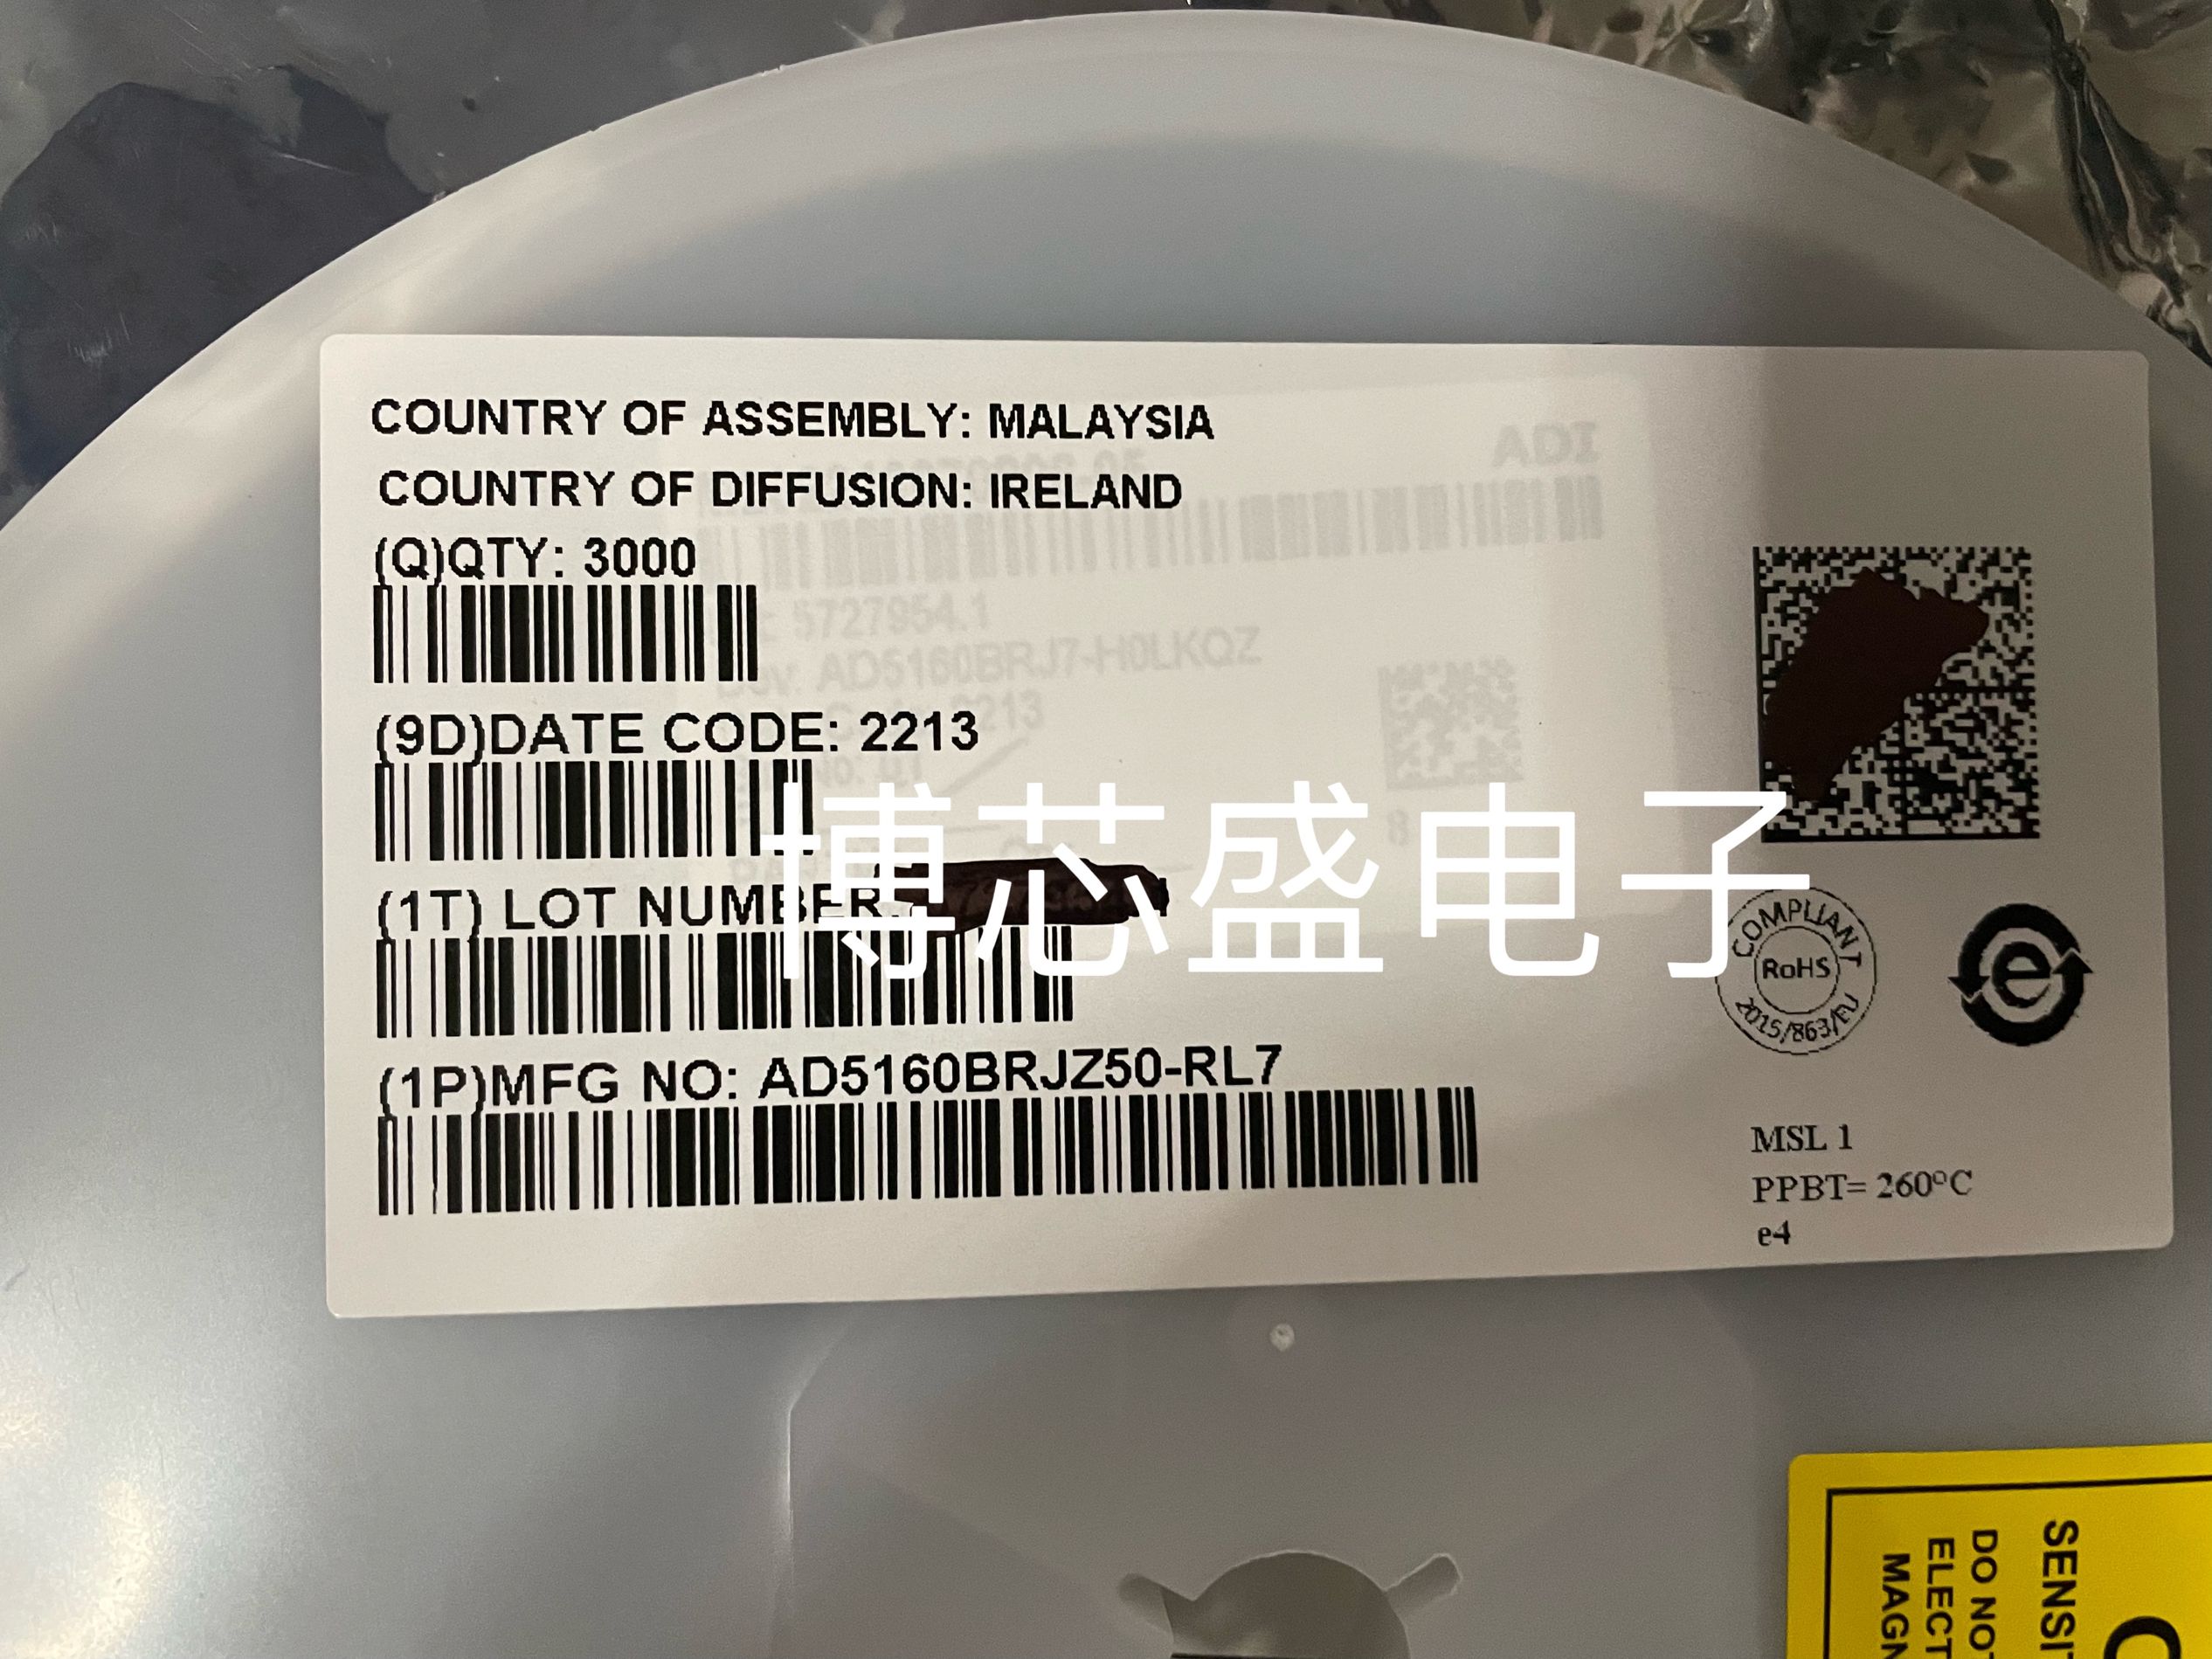 COUNTRY OF ASSEMBLY: MALAYSIA
COUNTRY OF DIFFUSION: IRELAND
(Q)QTY: 3000
(9D)DATE CODE: 2213
(1T) LOT NUMBER:
(1P)MFG NO: AD5160BRJZ50-RL7
ADI
5727954.1
AD5160BRJ7-H0LKQZ
博芯盛电子
COMPLIANT
RoHS
2015/863/EU
e
MSL 1
PPBT= 260°C
e4
SENSI
DO NOT
ELECT
MAGN